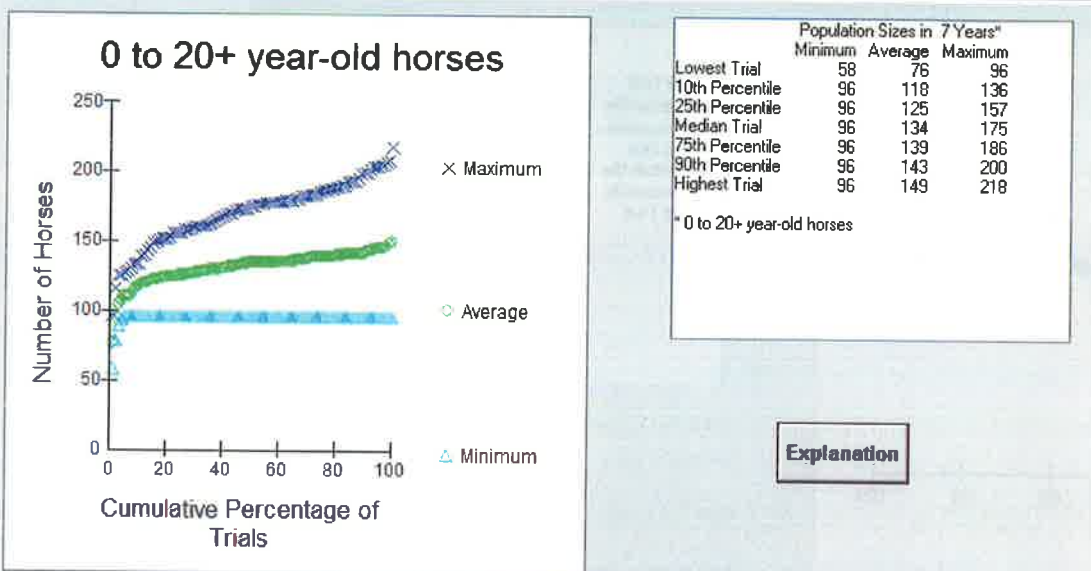 0 to 20+ year-old horses
250
200
150
100
50
0
0 20 40 60 80 100
Number of Horses
Cumulative Percentage of
Trials
× Maximum
○ Average
△ Minimum
Population Sizes in 7 Years*
Minimum Average Maximum
Lowest Trial 58 76 96
10th Percentile 96 118 136
25th Percentile 96 125 157
Median Trial 96 134 175
75th Percentile 96 139 186
90th Percentile 96 143 200
Highest Trial 96 149 218
* 0 to 20+ year-old horses
Explanation